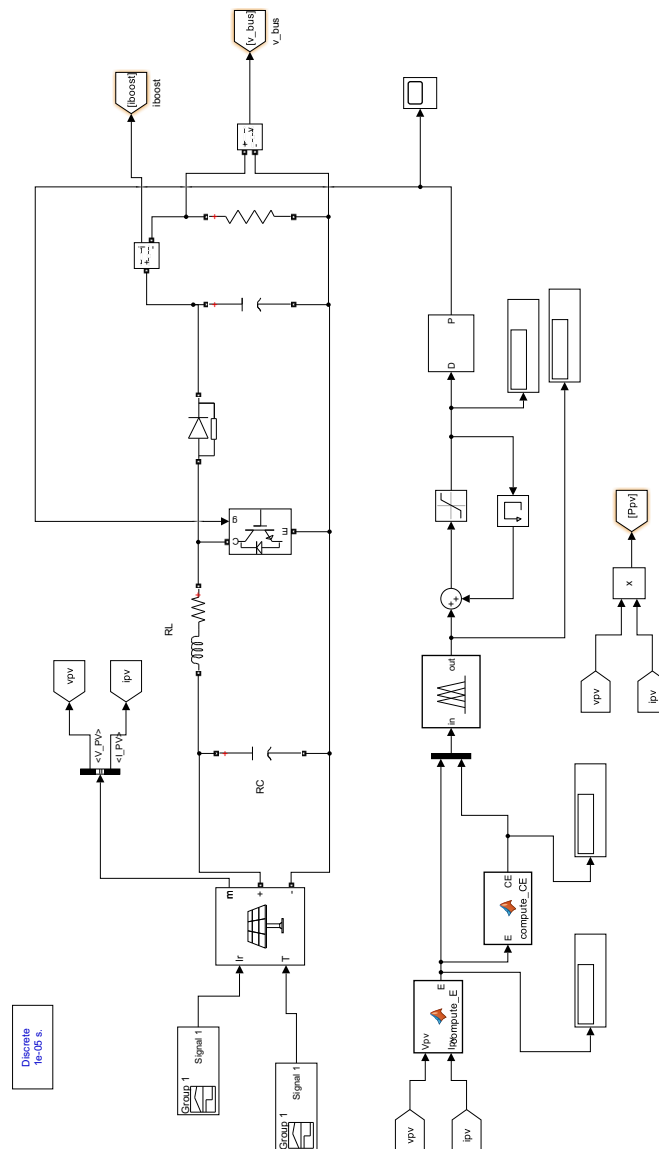 Discrete
1e-05 s.
Group 1
Signal 1
Group 1
Signal 1
Ir
T
m
+
-
<V_PV>
<I_PV>
vpv
ipv
RC
RL
g
C
E
[iboost]
iboost
[v_bus]
v_bus
vpv
ipv
Vpv
E
compute_E
E
CE
compute_CE
in
out
D
P
vpv
ipv
x
[Ppv]